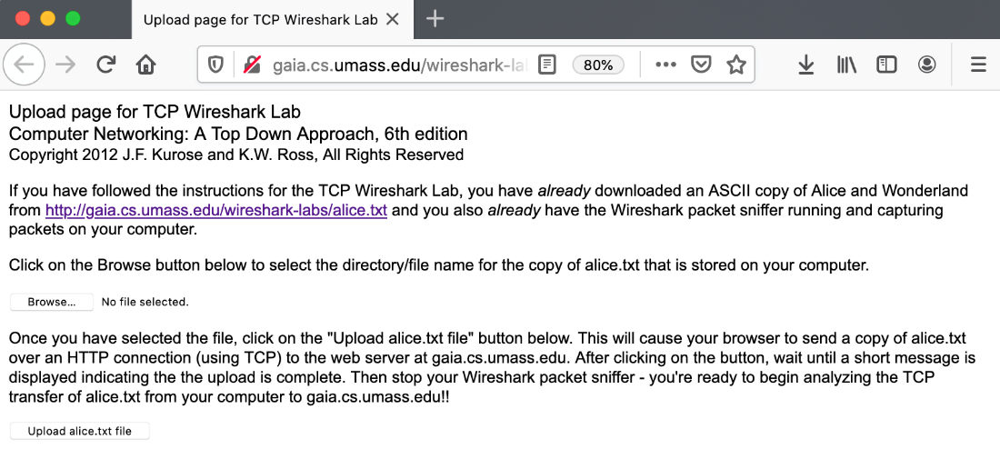 Upload page for TCP Wireshark Lab
gaia.cs.umass.edu/wireshark-la
80%
Upload page for TCP Wireshark Lab
Computer Networking: A Top Down Approach, 6th edition
Copyright 2012 J.F. Kurose and K.W. Ross, All Rights Reserved
If you have followed the instructions for the TCP Wireshark Lab, you have already downloaded an ASCII copy of Alice and Wonderland
from http://gaia.cs.umass.edu/wireshark-labs/alice.txt and you also already have the Wireshark packet sniffer running and capturing
packets on your computer.
Click on the Browse button below to select the directory/file name for the copy of alice.txt that is stored on your computer.
Browse... No file selected.
Once you have selected the file, click on the "Upload alice.txt file" button below. This will cause your browser to send a copy of alice.txt
over an HTTP connection (using TCP) to the web server at gaia.cs.umass.edu. After clicking on the button, wait until a short message is
displayed indicating the the upload is complete. Then stop your Wireshark packet sniffer - you're ready to begin analyzing the TCP
transfer of alice.txt from your computer to gaia.cs.umass.edu!!
Upload alice.txt file